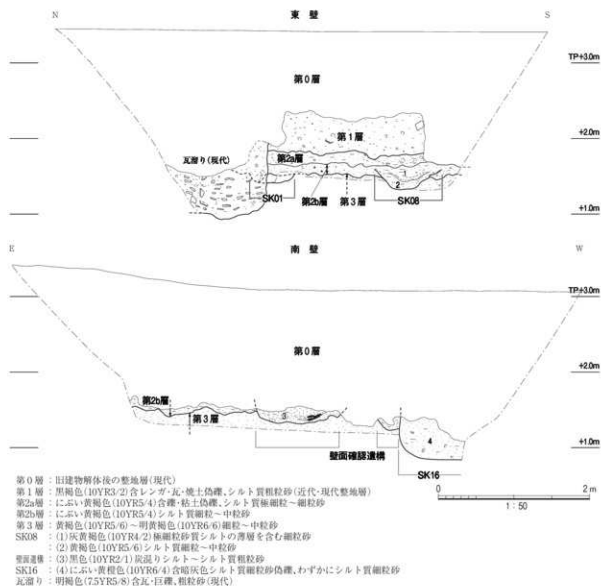 東 壁
N
S
TP+3.0m
第0層
第1層
+2.0m
瓦溜り(現代)
第2a層
1
2
SK01
第2b層
第3層
SK08
+1.0m
南 壁
E
W
TP+3.0m
第0層
+2.0m
第2b層
第3層
3
4
壁面確認遺構
+1.0m
SK16
0
2m
1:50
第0層：旧建物解体後の整地層(現代)
第1層：黒褐色(10YR3/2)含レンガ・瓦・焼土偽礫、シルト質粗粒砂(近代・現代整地層)
第2a層：にぶい黄褐色(10YR5/4)含礫・粘土偽礫、シルト質極細粒～細粒砂
第2b層：にぶい黄褐色(10YR5/4)シルト質細粒～中粒砂
第3層：黄褐色(10YR5/6)～明黄褐色(10YR6/6)細粒～中粒砂
SK08：(1)灰黄褐色(10YR4/2)極細粒砂質シルトの薄層を含む細粒砂
(2)黄褐色(10YR5/6)シルト質細粒～中粒砂
壁面遺構：(3)黒色(10YR2/1)炭混りシルト～シルト質粗粒砂
SK16：(4)にぶい黄橙色(10YR6/4)含暗灰色シルト質細粒砂偽礫、わずかにシルト質細粒砂
瓦溜り：明褐色(7.5YR5/8)含瓦・巨礫、粗粒砂(現代)